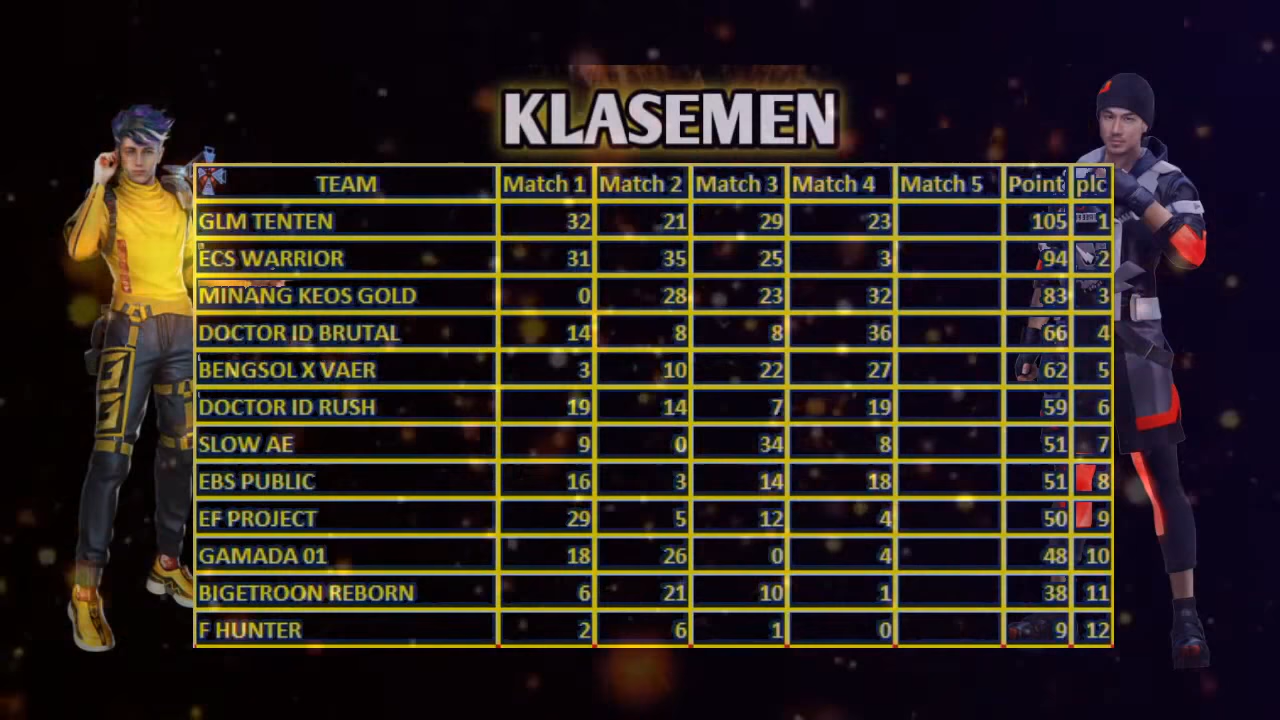 KLASEMEN
TEAM Match 1 Match 2 Match 3 Match 4 Match 5 Point plc
GLM TENTEN 32 21 29 23 105 1
ECS WARRIOR 31 35 25 3 94 2
MINANG KEOS GOLD 0 28 23 32 83 3
DOCTOR ID BRUTAL 14 8 8 36 66 4
BENGSOL X VAER 3 10 22 27 62 5
DOCTOR ID RUSH 19 14 7 19 59 6
SLOW AE 9 0 34 8 51 7
EBS PUBLIC 16 3 14 18 51 8
EF PROJECT 29 5 12 4 50 9
GAMADA 01 18 26 0 4 48 10
BIGETROON REBORN 6 21 10 1 38 11
F HUNTER 2 6 1 0 9 12